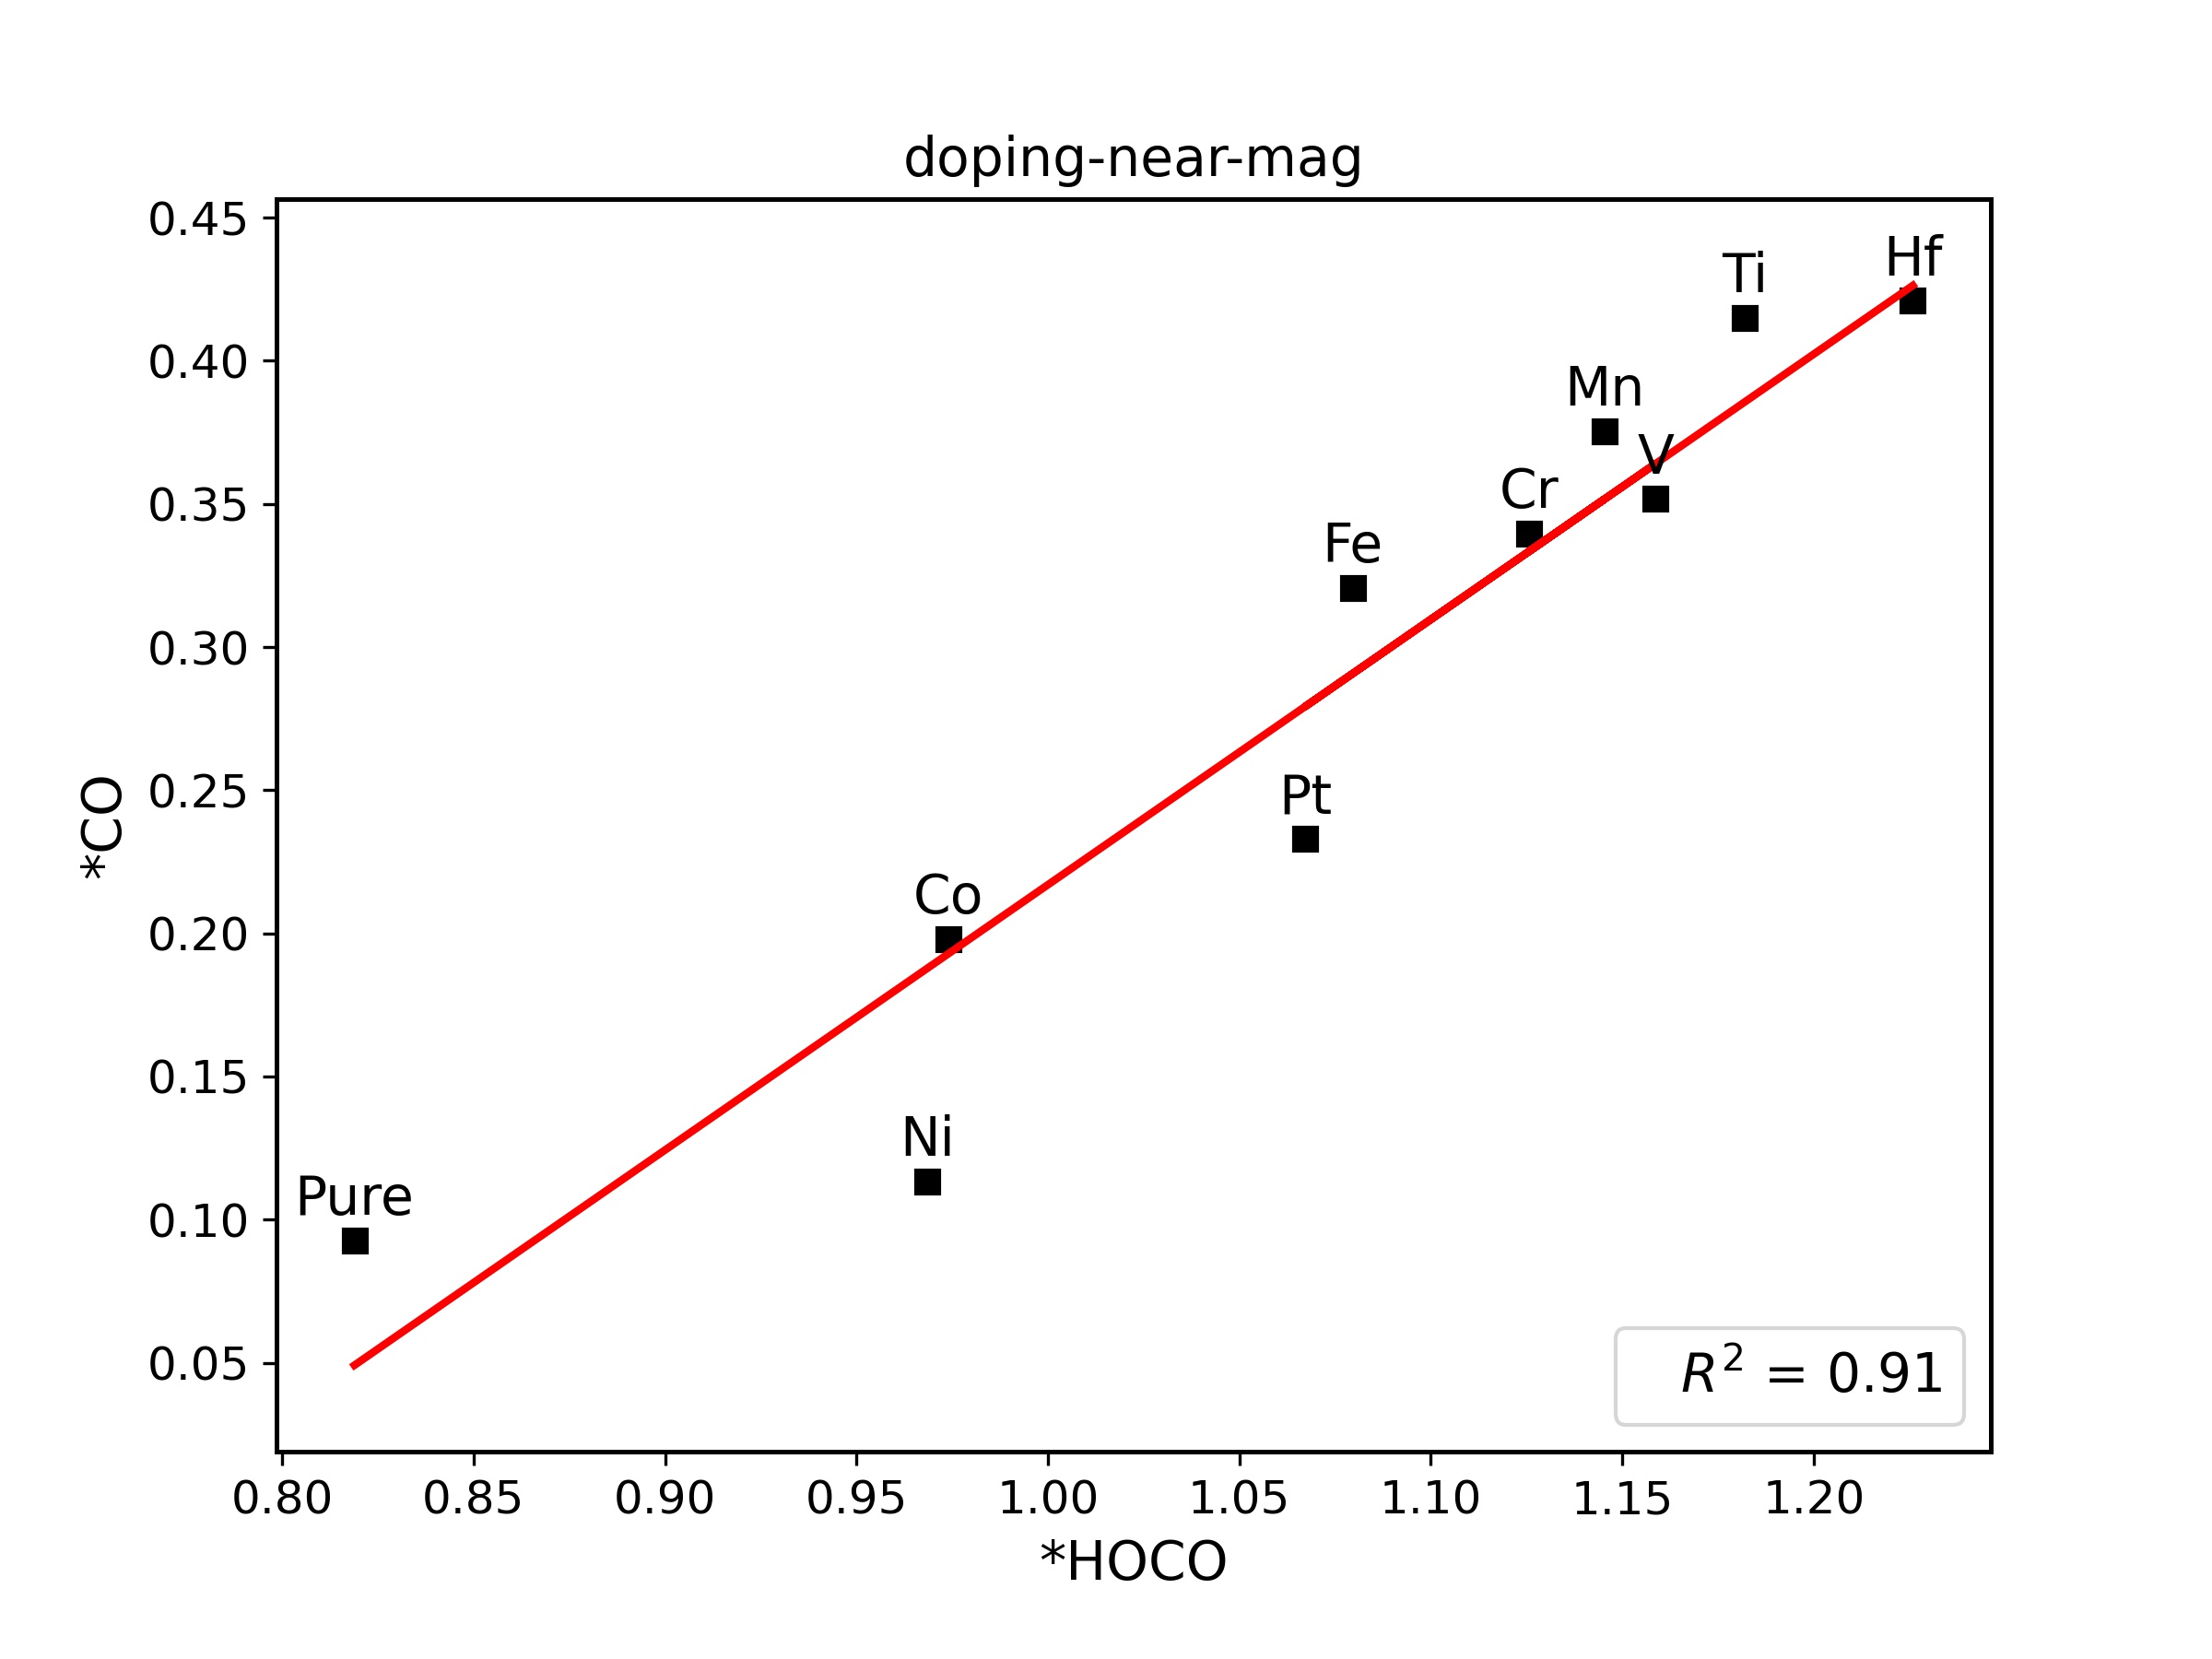 doping-near-mag
0.45
0.40
0.35
0.30
0.25
0.20
0.15
0.10
0.05
*CO
Hf
Ti
Mn
V
Cr
Fe
Pt
Co
Ni
Pure
R² = 0.91
0.80 0.85 0.90 0.95 1.00 1.05 1.10 1.15 1.20
*HOCO